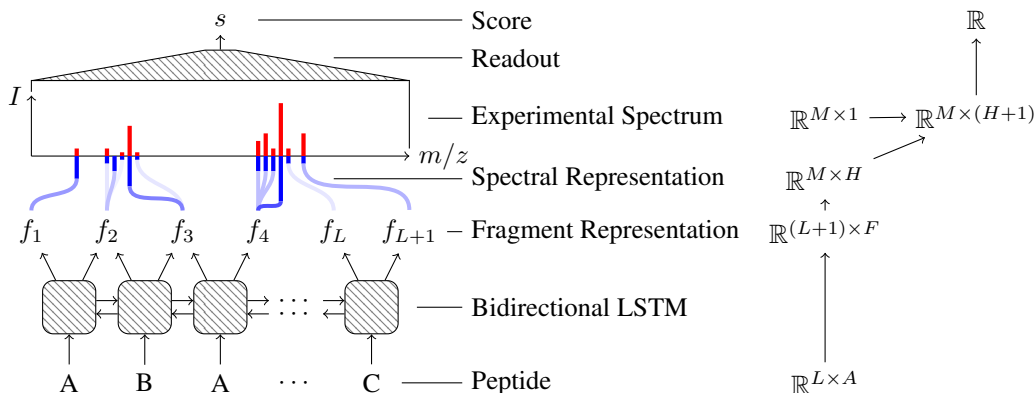 s Score ℝ
Readout
I Experimental Spectrum ℝ^{M×1} ℝ^{M×(H+1)}
m/z
Spectral Representation ℝ^{M×H}
f_1 f_2 f_3 f_4 f_L f_{L+1} Fragment Representation ℝ^{(L+1)×F}
··· Bidirectional LSTM
A B A ··· C Peptide ℝ^{L×A}